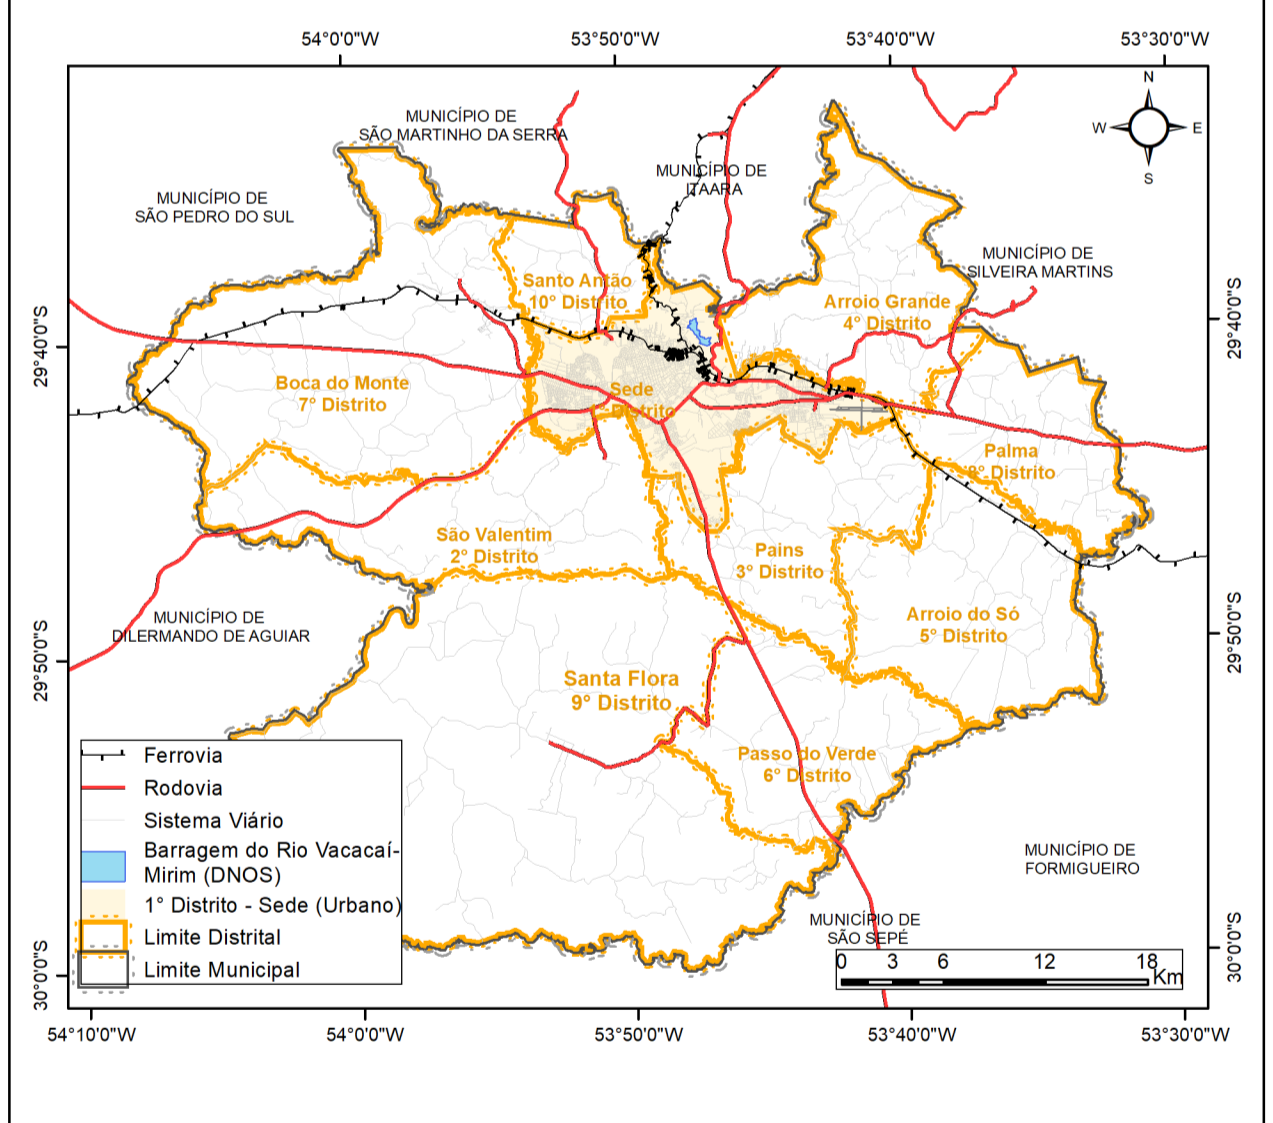 54°0'0"W
53°50'0"W
53°40'0"W
53°30'0"W
N
W
E
S
MUNICÍPIO DE
SÃO MARTINHO DA SERRA
MUNICÍPIO DE
ITAARA
MUNICÍPIO DE
SÃO PEDRO DO SUL
MUNICÍPIO DE
SILVEIRA MARTINS
Santo Antão
10° Distrito
Arroio Grande
4° Distrito
29°40'0"S
29°40'0"S
Boca do Monte
7° Distrito
Sede
Distrito
Palma
8° Distrito
São Valentim
2° Distrito
Pains
3° Distrito
MUNICÍPIO DE
DILERMANDO DE AGUIAR
Arroio do Só
5° Distrito
29°50'0"S
29°50'0"S
Santa Flora
9° Distrito
Passo do Verde
6° Distrito
Ferrovia
Rodovia
Sistema Viário
Barragem do Rio Vacacaí-
Mirim (DNOS)
1° Distrito - Sede (Urbano)
Limite Distrital
Limite Municipal
MUNICÍPIO DE
FORMIGUEIRO
MUNICÍPIO DE
SÃO SEPÉ
0 3 6 12 18
Km
30°0'0"S
30°0'0"S
54°10'0"W
54°0'0"W
53°50'0"W
53°40'0"W
53°30'0"W